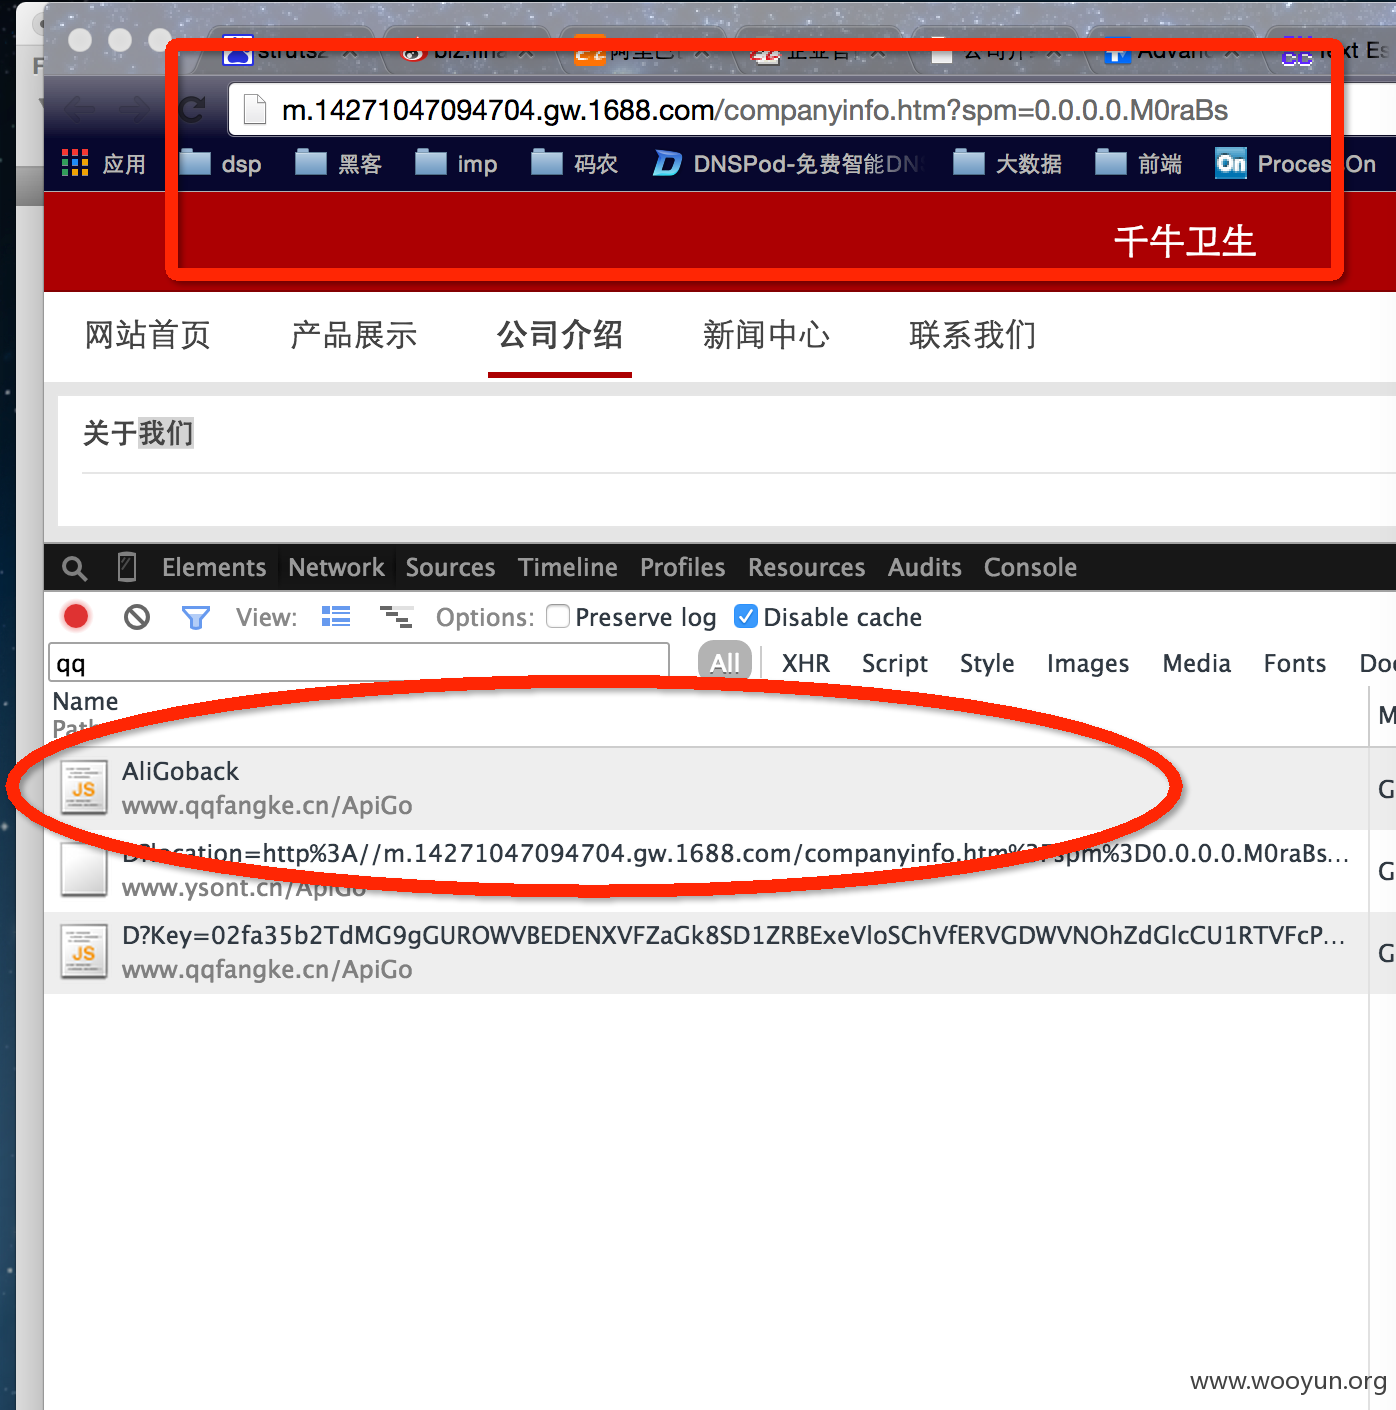 struts2
biz.fina
阿里巴
企业
公司介
Advanc
Text Es
m.14271047094704.gw.1688.com/companyinfo.htm?spm=0.0.0.0.M0raBs
应用 dsp 黑客 imp 码农 DNSPod-免费智能DN 大数据 前端 On ProcessOn
千牛卫生
网站首页 产品展示 公司介绍 新闻中心 联系我们
关于我们
Elements Network Sources Timeline Profiles Resources Audits Console
View: Options: Preserve log Disable cache
qq All XHR Script Style Images Media Fonts Doc
Name
Path
M
JS AliGoback
www.qqfangke.cn/ApiGo
G
D?location=http%3A//m.14271047094704.gw.1688.com/companyinfo.htm%3Fspm%3D0.0.0.0.M0raBs...
www.ysont.cn/ApiGo
G
JS D?Key=02fa35b2TdMG9gGUROWVBEDENXVFZaGk8SD1ZRBExeVloSChVfERVGDWVNOhZdGlcCU1RTVFcP...
www.qqfangke.cn/ApiGo
G
www.wooyun.org